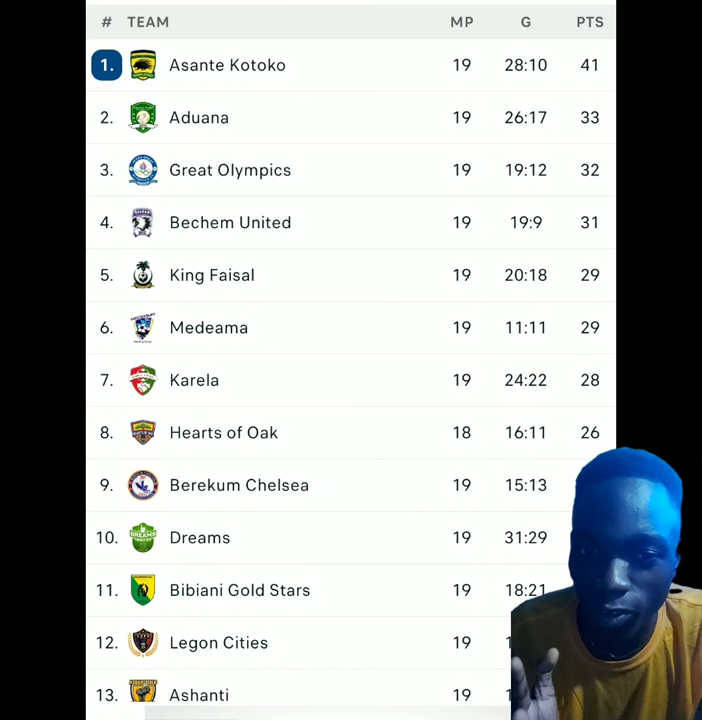 # TEAM MP G PTS
1. Asante Kotoko 19 28:10 41
2. Aduana 19 26:17 33
3. Great Olympics 19 19:12 32
4. Bechem United 19 19:9 31
5. King Faisal 19 20:18 29
6. Medeama 19 11:11 29
7. Karela 19 24:22 28
8. Hearts of Oak 18 16:11 26
9. Berekum Chelsea 19 15:13
10. Dreams 19 31:29
11. Bibiani Gold Stars 19 18:21
12. Legon Cities 19
13. Ashanti 19